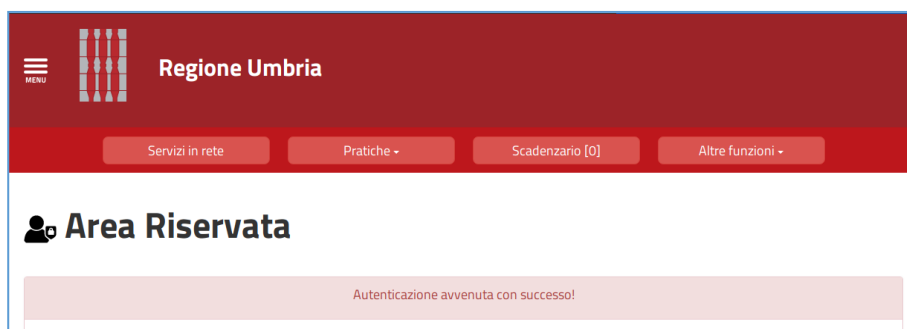 MENU
Regione Umbria
Servizi in rete Pratiche Scadenzario [0] Altre funzioni
Area Riservata
Autenticazione avvenuta con successo!